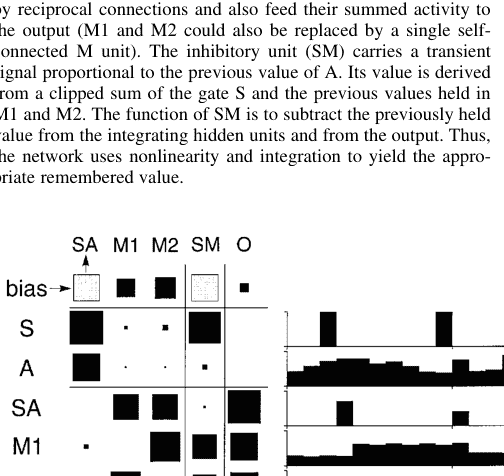 by reciprocal connections and also feed their summed activity to
the output (M1 and M2 could also be replaced by a single self-
connected M unit). The inhibitory unit (SM) carries a transient
signal proportional to the previous value of A. Its value is derived
from a clipped sum of the gate S and the previous values held in
M1 and M2. The function of SM is to subtract the previously held
value from the integrating hidden units and from the output. Thus,
the network uses nonlinearity and integration to yield the appro-
priate remembered value.
SA M1 M2 SM O
bias
S
A
SA
M1